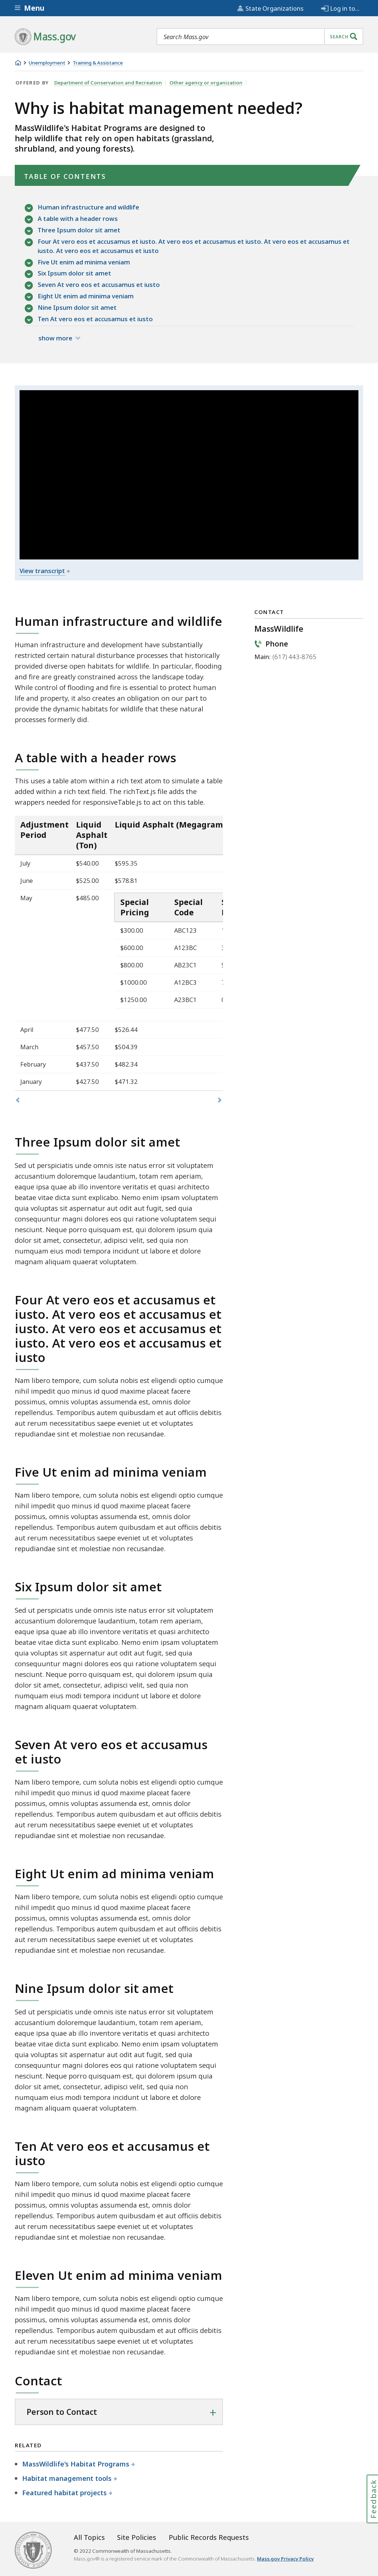 Menu
State Organizations
Log in to...
Mass.gov
Search Mass.gov
SEARCH
Unemployment
Training & Assistance
OFFERED BY Department of Conservation and Recreation Other agency or organization
Why is habitat management needed?
MassWildlife's Habitat Programs are designed to
help wildlife that rely on open habitats (grassland,
shrubland, and young forests).
TABLE OF CONTENTS
Human infrastructure and wildlife
A table with a header rows
Three Ipsum dolor sit amet
Four At vero eos et accusamus et iusto. At vero eos et accusamus et iusto. At vero eos et accusamus et
iusto. At vero eos et accusamus et iusto
Five Ut enim ad minima veniam
Six Ipsum dolor sit amet
Seven At vero eos et accusamus et iusto
Eight Ut enim ad minima veniam
Nine Ipsum dolor sit amet
Ten At vero eos et accusamus et iusto
show more
View transcript
Human infrastructure and wildlife
Human infrastructure and development have substantially
restricted certain natural disturbance processes that historically
provided diverse open habitats for wildlife. In particular, flooding
and fire are greatly constrained across the landscape today.
While control of flooding and fire is essential to protect human
life and property, it also creates an obligation on our part to
provide the dynamic habitats for wildlife that these natural
processes formerly did.
CONTACT
MassWildlife
Phone
Main: (617) 443-8765
A table with a header rows
This uses a table atom within a rich text atom to simulate a table
added within a rich text field. The richText.js file adds the
wrappers needed for responsiveTable.js to act on this table.
Adjustment Liquid Liquid Asphalt (Megagram
Period Asphalt
(Ton)
July $540.00 $595.35
June $525.00 $578.81
May $485.00
Special Special
Pricing Code
$300.00 ABC123
$600.00 A123BC
$800.00 AB23C1
$1000.00 A12BC3
$1250.00 A23BC1
April $477.50 $526.44
March $457.50 $504.39
February $437.50 $482.34
January $427.50 $471.32
Three Ipsum dolor sit amet
Sed ut perspiciatis unde omnis iste natus error sit voluptatem
accusantium doloremque laudantium, totam rem aperiam,
eaque ipsa quae ab illo inventore veritatis et quasi architecto
beatae vitae dicta sunt explicabo. Nemo enim ipsam voluptatem
quia voluptas sit aspernatur aut odit aut fugit, sed quia
consequuntur magni dolores eos qui ratione voluptatem sequi
nesciunt. Neque porro quisquam est, qui dolorem ipsum quia
dolor sit amet, consectetur, adipisci velit, sed quia non
numquam eius modi tempora incidunt ut labore et dolore
magnam aliquam quaerat voluptatem.
Four At vero eos et accusamus et
iusto. At vero eos et accusamus et
iusto. At vero eos et accusamus et
iusto. At vero eos et accusamus et
iusto
Nam libero tempore, cum soluta nobis est eligendi optio cumque
nihil impedit quo minus id quod maxime placeat facere
possimus, omnis voluptas assumenda est, omnis dolor
repellendus. Temporibus autem quibusdam et aut officiis debitis
aut rerum necessitatibus saepe eveniet ut et voluptates
repudiandae sint et molestiae non recusandae.
Five Ut enim ad minima veniam
Nam libero tempore, cum soluta nobis est eligendi optio cumque
nihil impedit quo minus id quod maxime placeat facere
possimus, omnis voluptas assumenda est, omnis dolor
repellendus. Temporibus autem quibusdam et aut officiis debitis
aut rerum necessitatibus saepe eveniet ut et voluptates
repudiandae sint et molestiae non recusandae.
Six Ipsum dolor sit amet
Sed ut perspiciatis unde omnis iste natus error sit voluptatem
accusantium doloremque laudantium, totam rem aperiam,
eaque ipsa quae ab illo inventore veritatis et quasi architecto
beatae vitae dicta sunt explicabo. Nemo enim ipsam voluptatem
quia voluptas sit aspernatur aut odit aut fugit, sed quia
consequuntur magni dolores eos qui ratione voluptatem sequi
nesciunt. Neque porro quisquam est, qui dolorem ipsum quia
dolor sit amet, consectetur, adipisci velit, sed quia non
numquam eius modi tempora incidunt ut labore et dolore
magnam aliquam quaerat voluptatem.
Seven At vero eos et accusamus
et iusto
Nam libero tempore, cum soluta nobis est eligendi optio cumque
nihil impedit quo minus id quod maxime placeat facere
possimus, omnis voluptas assumenda est, omnis dolor
repellendus. Temporibus autem quibusdam et aut officiis debitis
aut rerum necessitatibus saepe eveniet ut et voluptates
repudiandae sint et molestiae non recusandae.
Eight Ut enim ad minima veniam
Nam libero tempore, cum soluta nobis est eligendi optio cumque
nihil impedit quo minus id quod maxime placeat facere
possimus, omnis voluptas assumenda est, omnis dolor
repellendus. Temporibus autem quibusdam et aut officiis debitis
aut rerum necessitatibus saepe eveniet ut et voluptates
repudiandae sint et molestiae non recusandae.
Nine Ipsum dolor sit amet
Sed ut perspiciatis unde omnis iste natus error sit voluptatem
accusantium doloremque laudantium, totam rem aperiam,
eaque ipsa quae ab illo inventore veritatis et quasi architecto
beatae vitae dicta sunt explicabo. Nemo enim ipsam voluptatem
quia voluptas sit aspernatur aut odit aut fugit, sed quia
consequuntur magni dolores eos qui ratione voluptatem sequi
nesciunt. Neque porro quisquam est, qui dolorem ipsum quia
dolor sit amet, consectetur, adipisci velit, sed quia non
numquam eius modi tempora incidunt ut labore et dolore
magnam aliquam quaerat voluptatem.
Ten At vero eos et accusamus et
iusto
Nam libero tempore, cum soluta nobis est eligendi optio cumque
nihil impedit quo minus id quod maxime placeat facere
possimus, omnis voluptas assumenda est, omnis dolor
repellendus. Temporibus autem quibusdam et aut officiis debitis
aut rerum necessitatibus saepe eveniet ut et voluptates
repudiandae sint et molestiae non recusandae.
Eleven Ut enim ad minima veniam
Nam libero tempore, cum soluta nobis est eligendi optio cumque
nihil impedit quo minus id quod maxime placeat facere
possimus, omnis voluptas assumenda est, omnis dolor
repellendus. Temporibus autem quibusdam et aut officiis debitis
aut rerum necessitatibus saepe eveniet ut et voluptates
repudiandae sint et molestiae non recusandae.
Contact
Person to Contact
RELATED
MassWildlife's Habitat Programs
Habitat management tools
Featured habitat projects
Feedback
All Topics Site Policies Public Records Requests
© 2022 Commonwealth of Massachusetts.
Mass.gov® is a registered service mark of the Commonwealth of Massachusetts. Mass.gov Privacy Policy